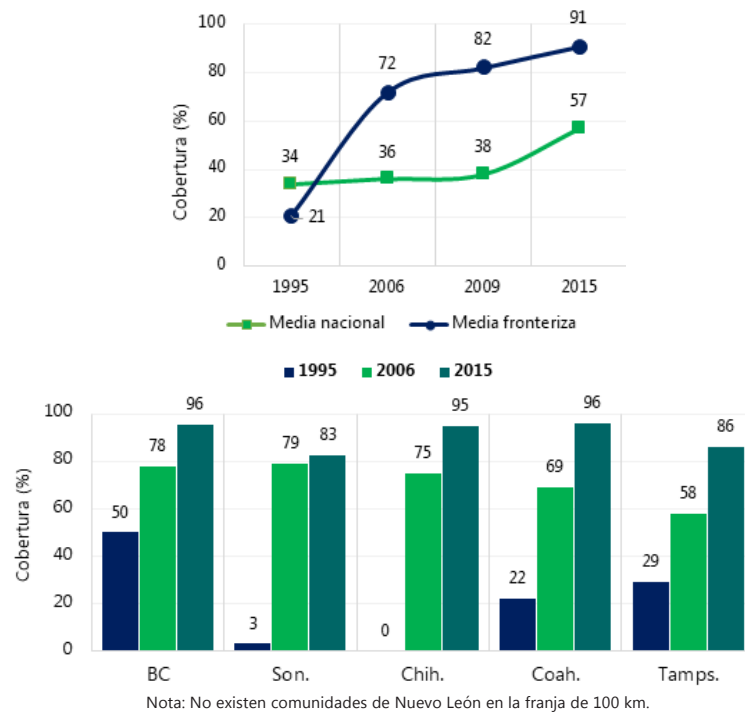 100
80
60
40
20
0
Cobertura (%)
34
36
38
57
21
72
82
91
1995 2006 2009 2015
Media nacional Media fronteriza
1995 2006 2015
100
80
60
40
20
0
Cobertura (%)
50 78 96
3 79 83
0 75 95
22 69 96
29 58 86
BC Son. Chih. Coah. Tamps.
Nota: No existen comunidades de Nuevo León en la franja de 100 km.